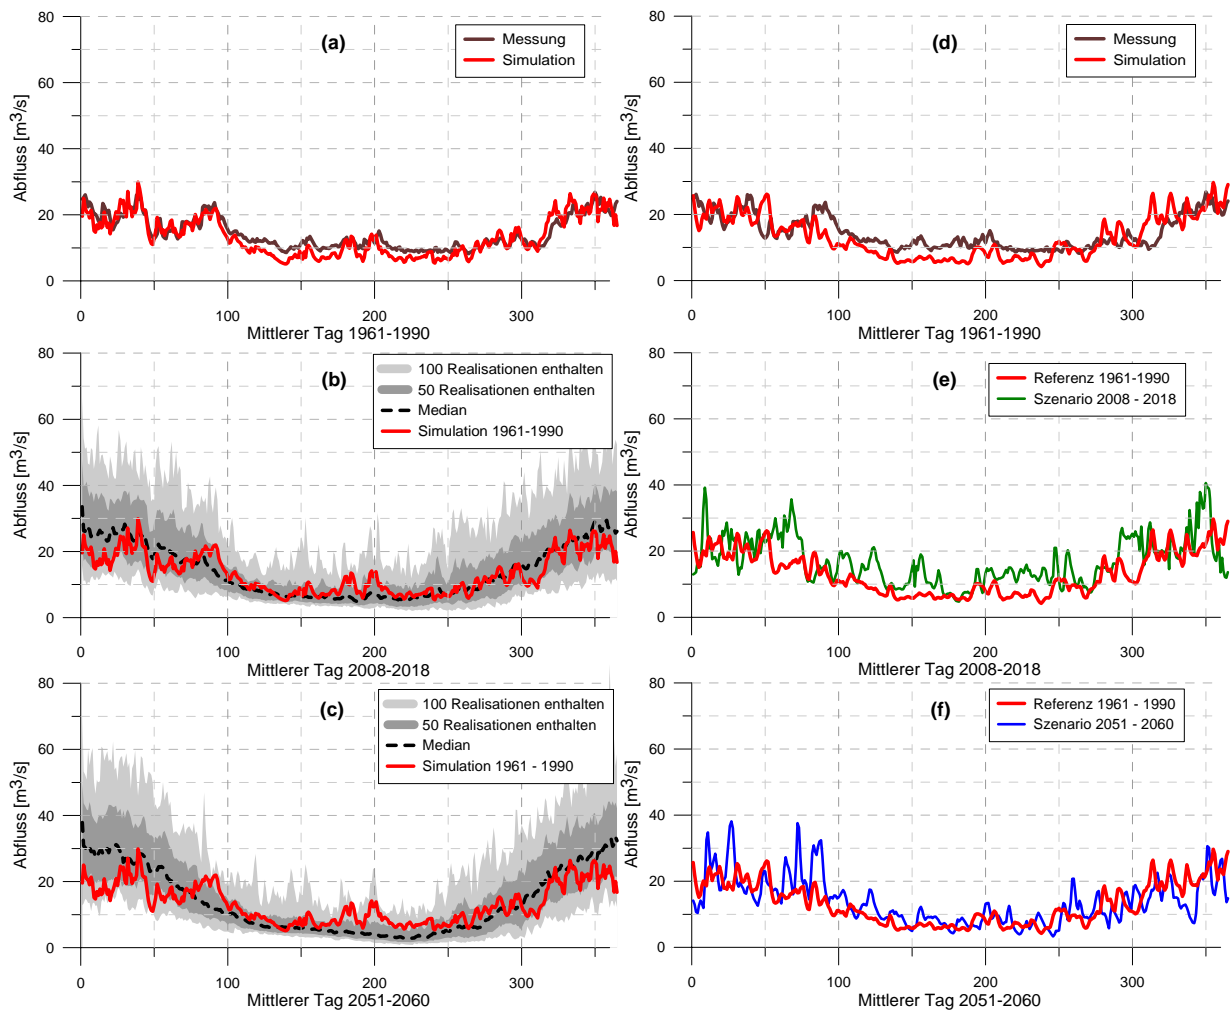 (a)
Messung
Simulation
Abfluss [m3/s]
80
60
40
20
0
0
100
200
300
Mittlerer Tag 1961-1990
(d)
Messung
Simulation
Abfluss [m3/s]
80
60
40
20
0
0
100
200
300
Mittlerer Tag 1961-1990
(b)
100 Realisationen enthalten
50 Realisationen enthalten
Median
Simulation 1961-1990
Abfluss [m3/s]
80
60
40
20
0
0
100
200
300
Mittlerer Tag 2008-2018
(e)
Referenz 1961-1990
Szenario 2008 - 2018
Abfluss [m3/s]
80
60
40
20
0
0
100
200
300
Mittlerer Tag 2008-2018
(c)
100 Realisationen enthalten
50 Realisationen enthalten
Median
Simulation 1961 - 1990
Abfluss [m3/s]
80
60
40
20
0
0
100
200
300
Mittlerer Tag 2051-2060
(f)
Referenz 1961 - 1990
Szenario 2051 - 2060
Abfluss [m3/s]
80
60
40
20
0
0
100
200
300
Mittlerer Tag 2051-2060